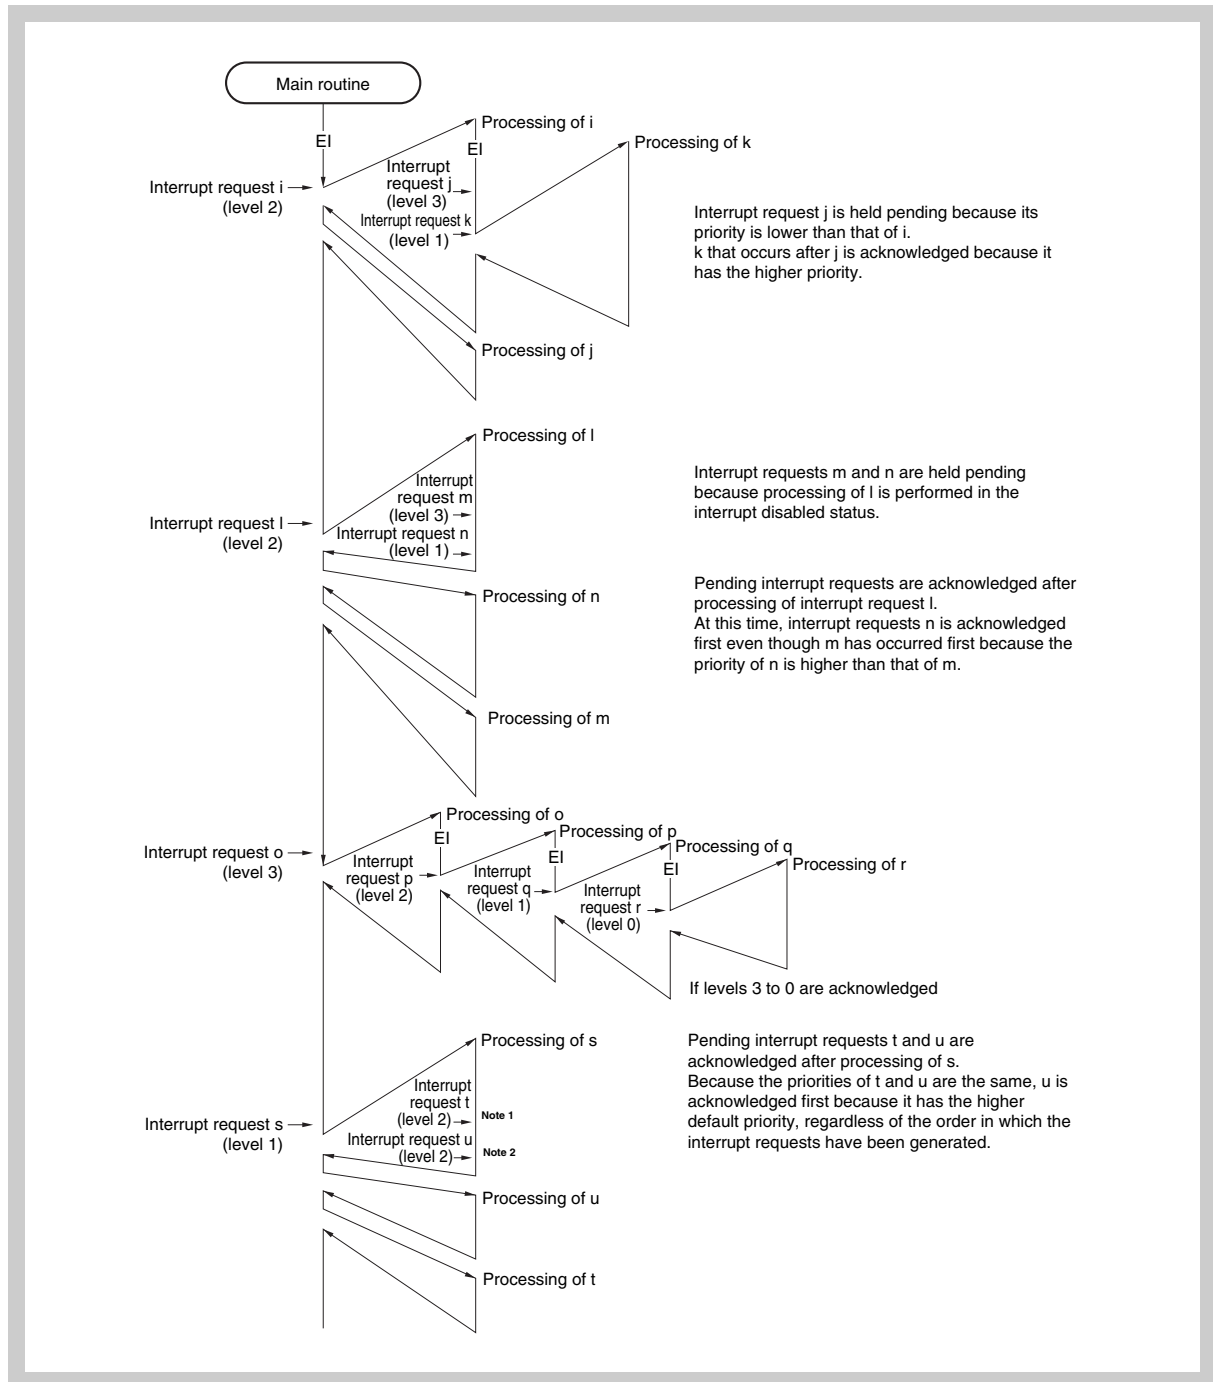 Main routine
EI
Processing of i
EI
Processing of k
Interrupt
request j
(level 3)
Interrupt request i
(level 2)
Interrupt request k
(level 1)
Interrupt request j is held pending because its
priority is lower than that of i.
k that occurs after j is acknowledged because it
has the higher priority.
Processing of j
Processing of l
Interrupt
request m
(level 3)
Interrupt request l
(level 2)
Interrupt request n
(level 1)
Interrupt requests m and n are held pending
because processing of l is performed in the
interrupt disabled status.
Processing of n
Pending interrupt requests are acknowledged after
processing of interrupt request l.
At this time, interrupt requests n is acknowledged
first even though m has occurred first because the
priority of n is higher than that of m.
Processing of m
Processing of o
EI
Processing of p
EI
Processing of q
EI
Processing of r
Interrupt request o
(level 3)
Interrupt
request p
(level 2)
Interrupt
request q
(level 1)
Interrupt
request r
(level 0)
If levels 3 to 0 are acknowledged
Processing of s
Interrupt
request t
(level 2)
Note 1
Interrupt request s
(level 1)
Interrupt request u
(level 2)
Note 2
Pending interrupt requests t and u are
acknowledged after processing of s.
Because the priorities of t and u are the same, u is
acknowledged first because it has the higher
default priority, regardless of the order in which the
interrupt requests have been generated.
Processing of u
Processing of t